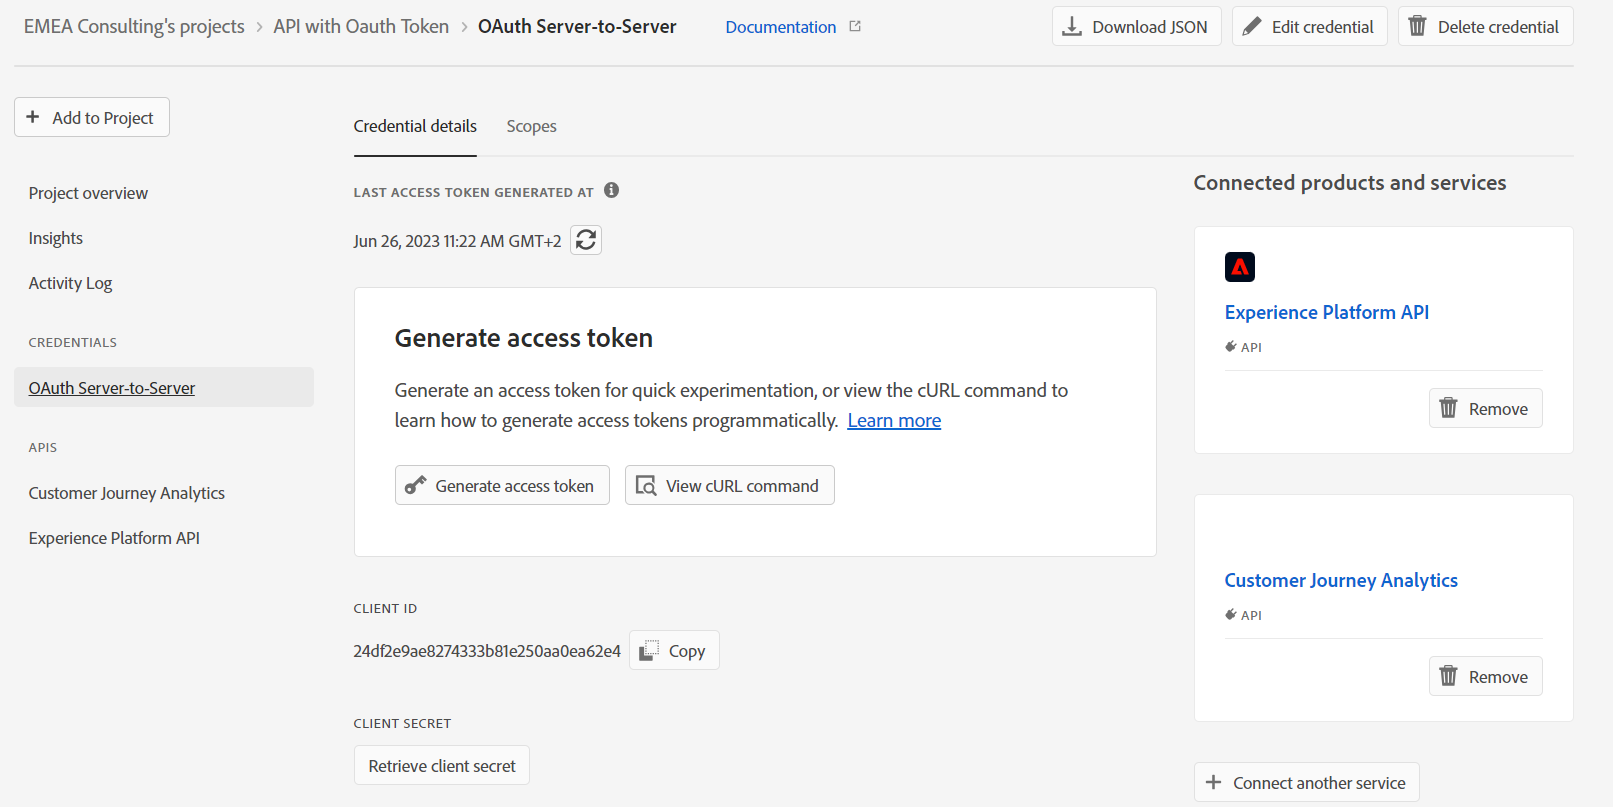 EMEA Consulting's projects > API with Oauth Token > OAuth Server-to-Server Documentation
Download JSON Edit credential Delete credential
+ Add to Project
Project overview
Insights
Activity Log
CREDENTIALS
OAuth Server-to-Server
APIS
Customer Journey Analytics
Experience Platform API
Credential details Scopes
LAST ACCESS TOKEN GENERATED AT
Jun 26, 2023 11:22 AM GMT+2
Generate access token
Generate an access token for quick experimentation, or view the cURL command to
learn how to generate access tokens programmatically. Learn more
Generate access token View cURL command
CLIENT ID
24df2e9ae8274333b81e250aa0ea62e4 Copy
CLIENT SECRET
Retrieve client secret
Connected products and services
Experience Platform API
API
Remove
Customer Journey Analytics
API
Remove
+ Connect another service